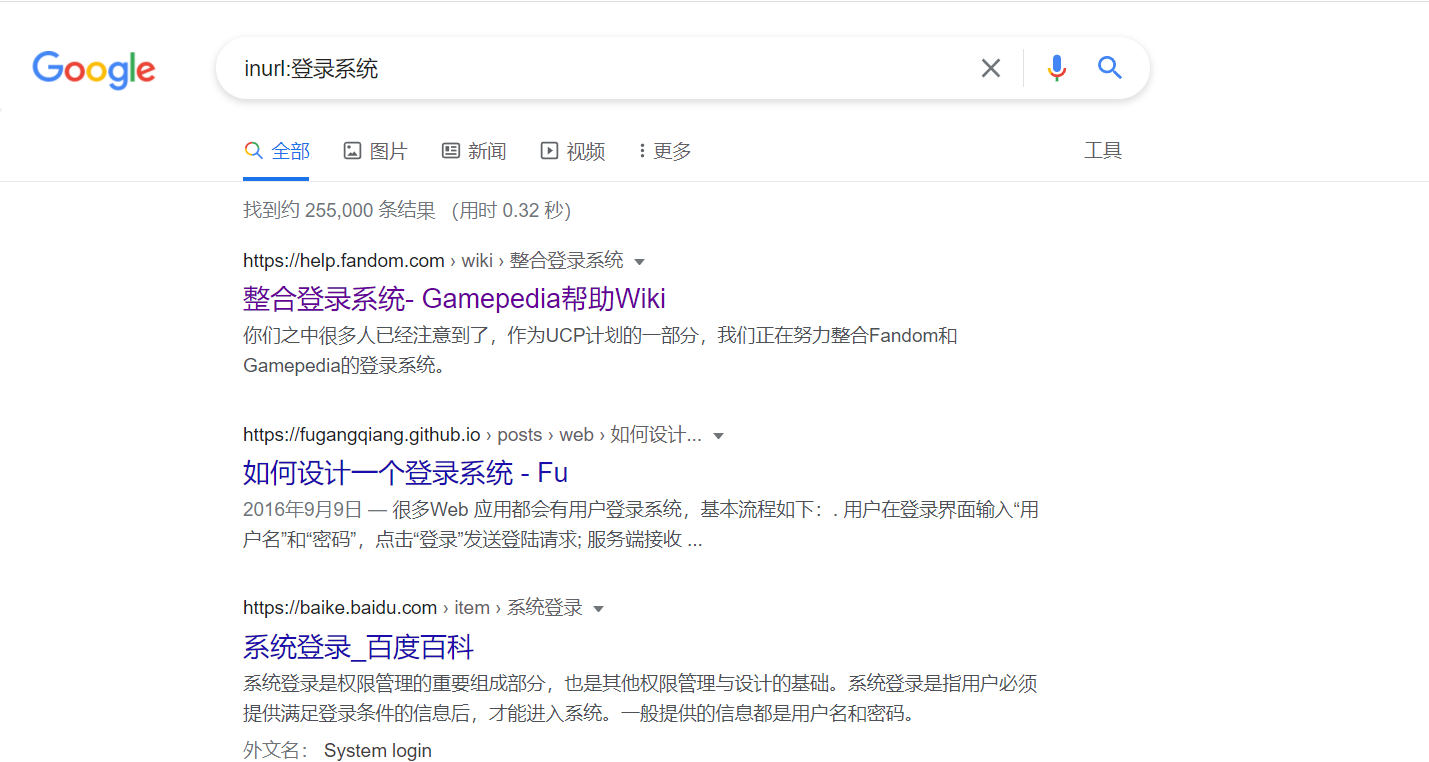 Google
inurl:登录系统
全部 图片 新闻 视频 更多 工具
找到约 255,000 条结果 （用时 0.32 秒）
https://help.fandom.com › wiki › 整合登录系统
整合登录系统- Gamepedia帮助Wiki
你们之中很多人已经注意到了，作为UCP计划的一部分，我们正在努力整合Fandom和
Gamepedia的登录系统。
https://fugangqiang.github.io › posts › web › 如何设计...
如何设计一个登录系统 - Fu
2016年9月9日 — 很多Web 应用都会有用户登录系统，基本流程如下：. 用户在登录界面输入“用
户名”和“密码”，点击“登录”发送登陆请求; 服务端接收 ...
https://baike.baidu.com › item › 系统登录
系统登录_百度百科
系统登录是权限管理的重要组成部分，也是其他权限管理与设计的基础。系统登录是指用户必须
提供满足登录条件的信息后，才能进入系统。一般提供的信息都是用户名和密码。
外文名： System login